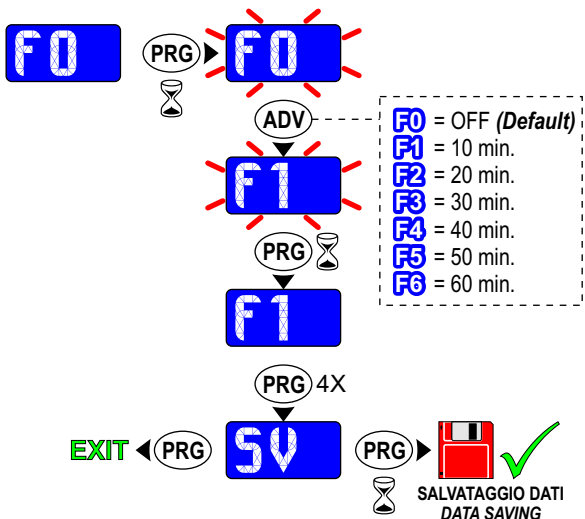 F0
PRG
F0
ADV
F0 = OFF (Default)
F1 = 10 min.
F2 = 20 min.
F3 = 30 min.
F4 = 40 min.
F5 = 50 min.
F6 = 60 min.
F1
PRG
F1
PRG 4X
EXIT PRG
SV
PRG
SALVATAGGIO DATI
DATA SAVING